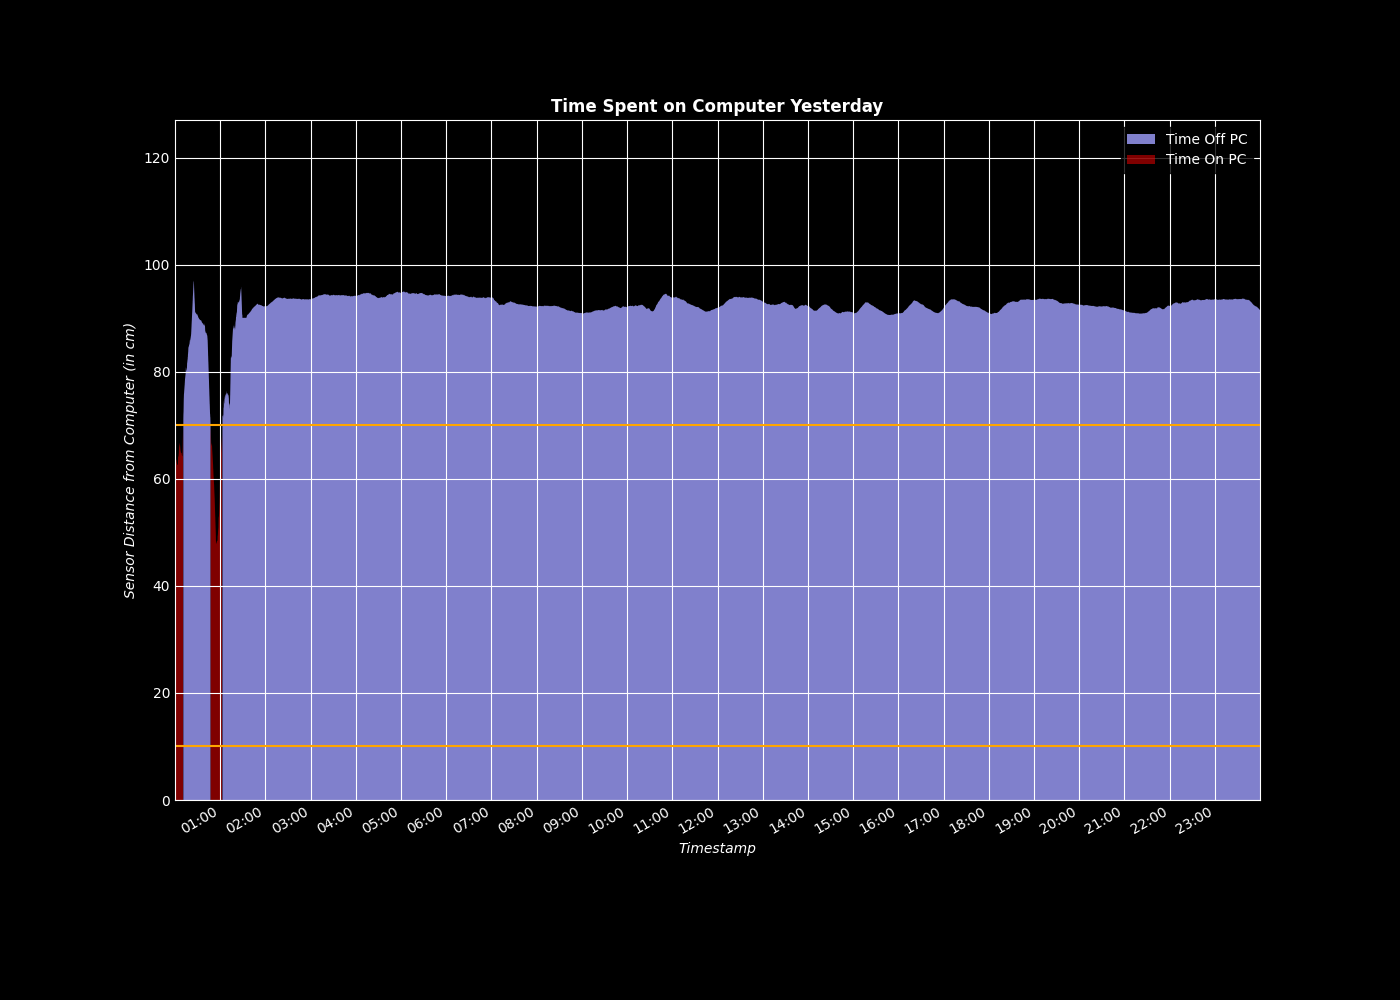 Time Spent on Computer Yesterday
Time Off PC
Time On PC
120
100
80
60
40
20
0
Sensor Distance from Computer (in cm)
01:00 02:00 03:00 04:00 05:00 06:00 07:00 08:00 09:00 10:00 11:00 12:00 13:00 14:00 15:00 16:00 17:00 18:00 19:00 20:00 21:00 22:00 23:00
Timestamp